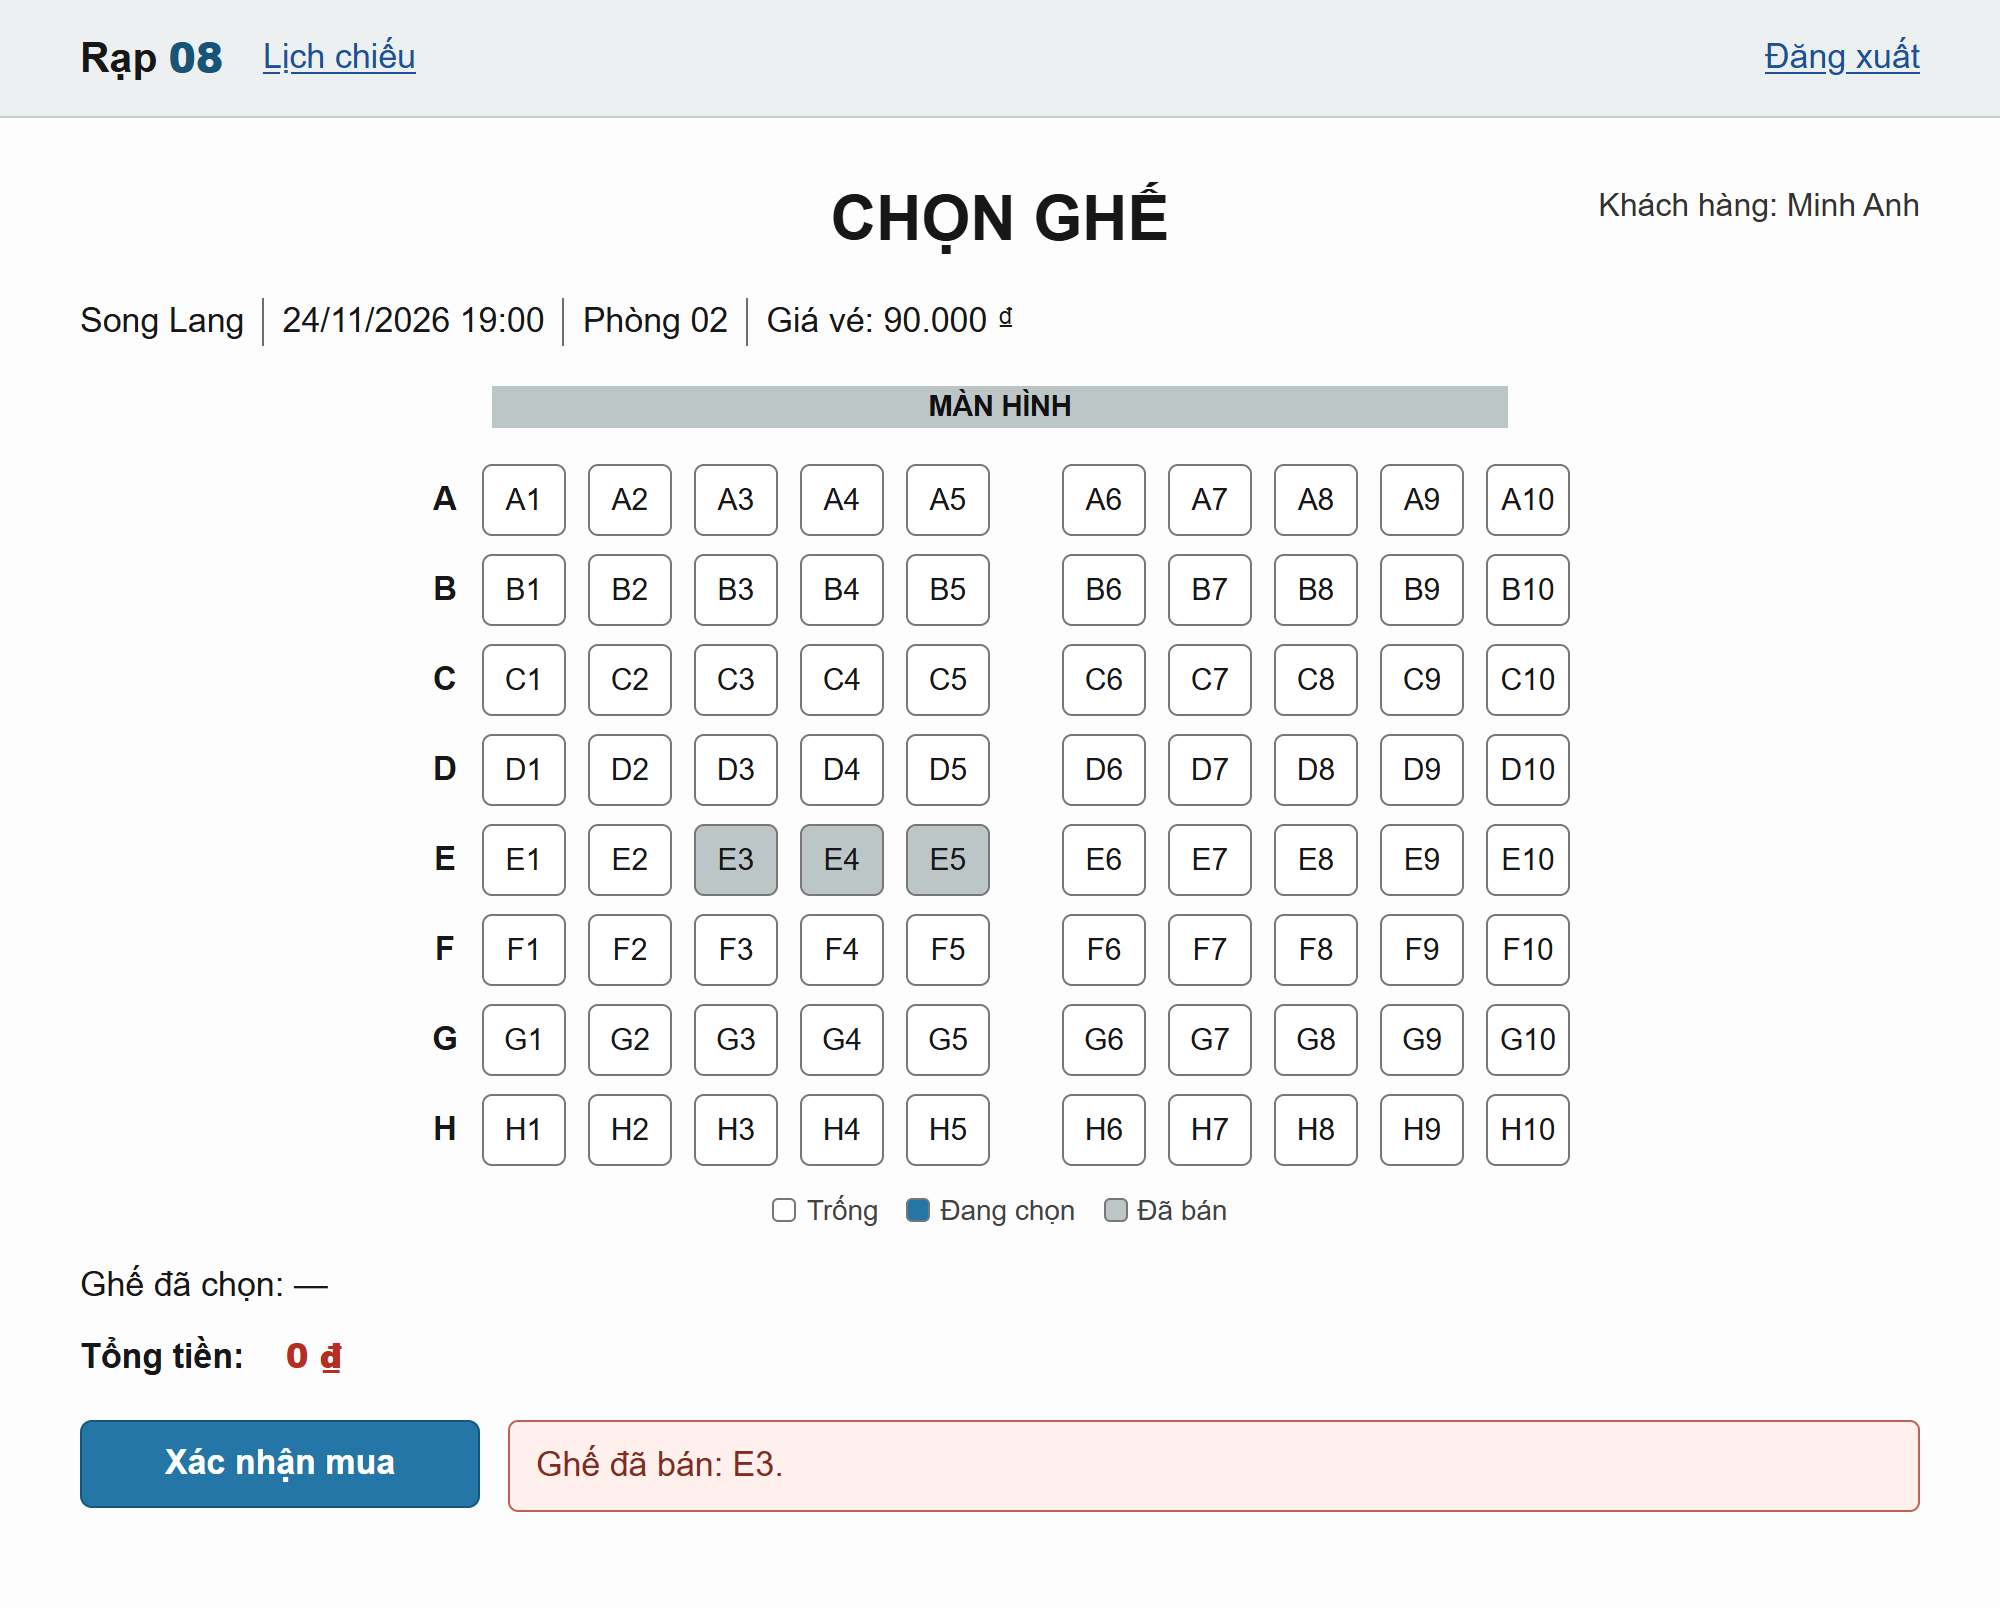 Rạp 08 Lịch chiếu Đăng xuất
CHỌN GHẾ
Khách hàng: Minh Anh
Song Lang 24/11/2026 19:00 Phòng 02 Giá vé: 90.000 ₫
MÀN HÌNH
A A1 A2 A3 A4 A5 A6 A7 A8 A9 A10
B B1 B2 B3 B4 B5 B6 B7 B8 B9 B10
C C1 C2 C3 C4 C5 C6 C7 C8 C9 C10
D D1 D2 D3 D4 D5 D6 D7 D8 D9 D10
E E1 E2 E3 E4 E5 E6 E7 E8 E9 E10
F F1 F2 F3 F4 F5 F6 F7 F8 F9 F10
G G1 G2 G3 G4 G5 G6 G7 G8 G9 G10
H H1 H2 H3 H4 H5 H6 H7 H8 H9 H10
Trống Đang chọn Đã bán
Ghế đã chọn: —
Tổng tiền: 0 ₫
Xác nhận mua
Ghế đã bán: E3.